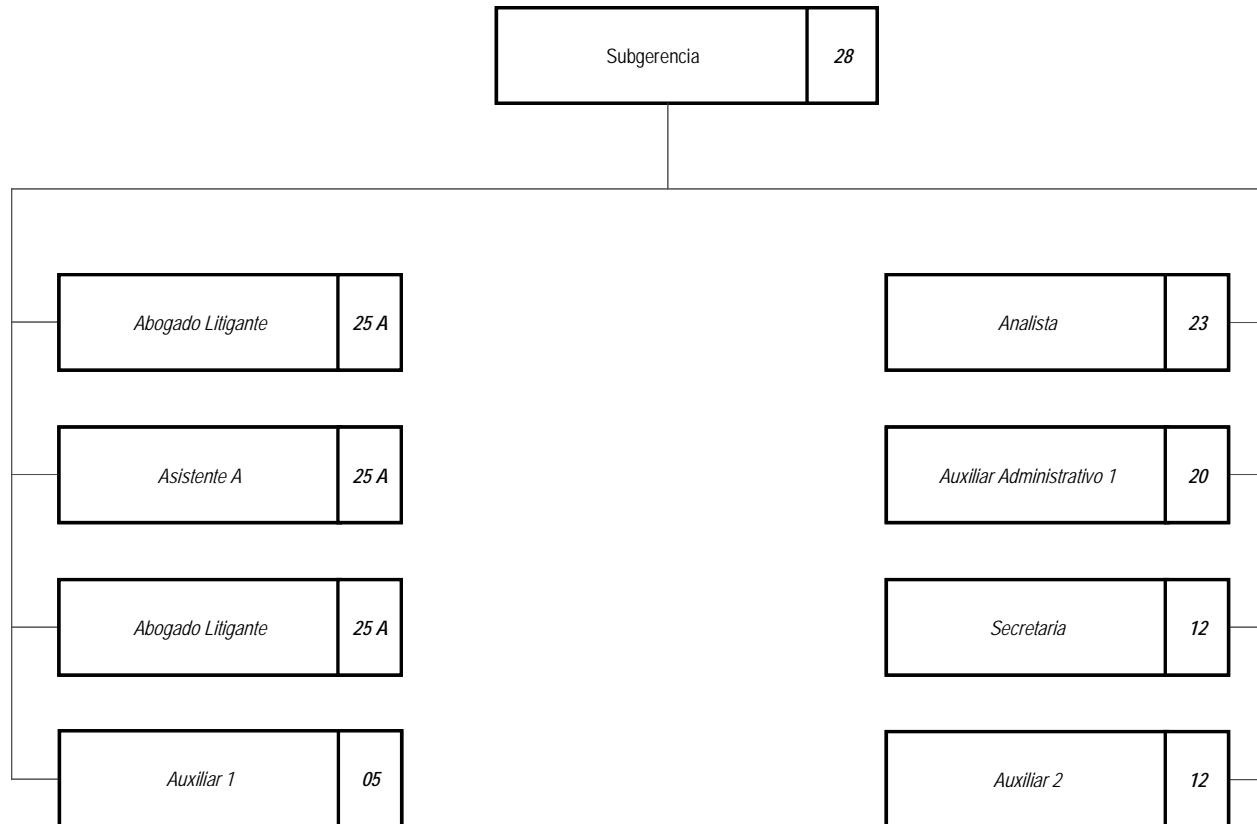 Subgerencia 28
Abogado Litigante 25 A
Analista 23
Asistente A 25 A
Auxiliar Administrativo 1 20
Abogado Litigante 25 A
Secretaria 12
Auxiliar 1 05
Auxiliar 2 12